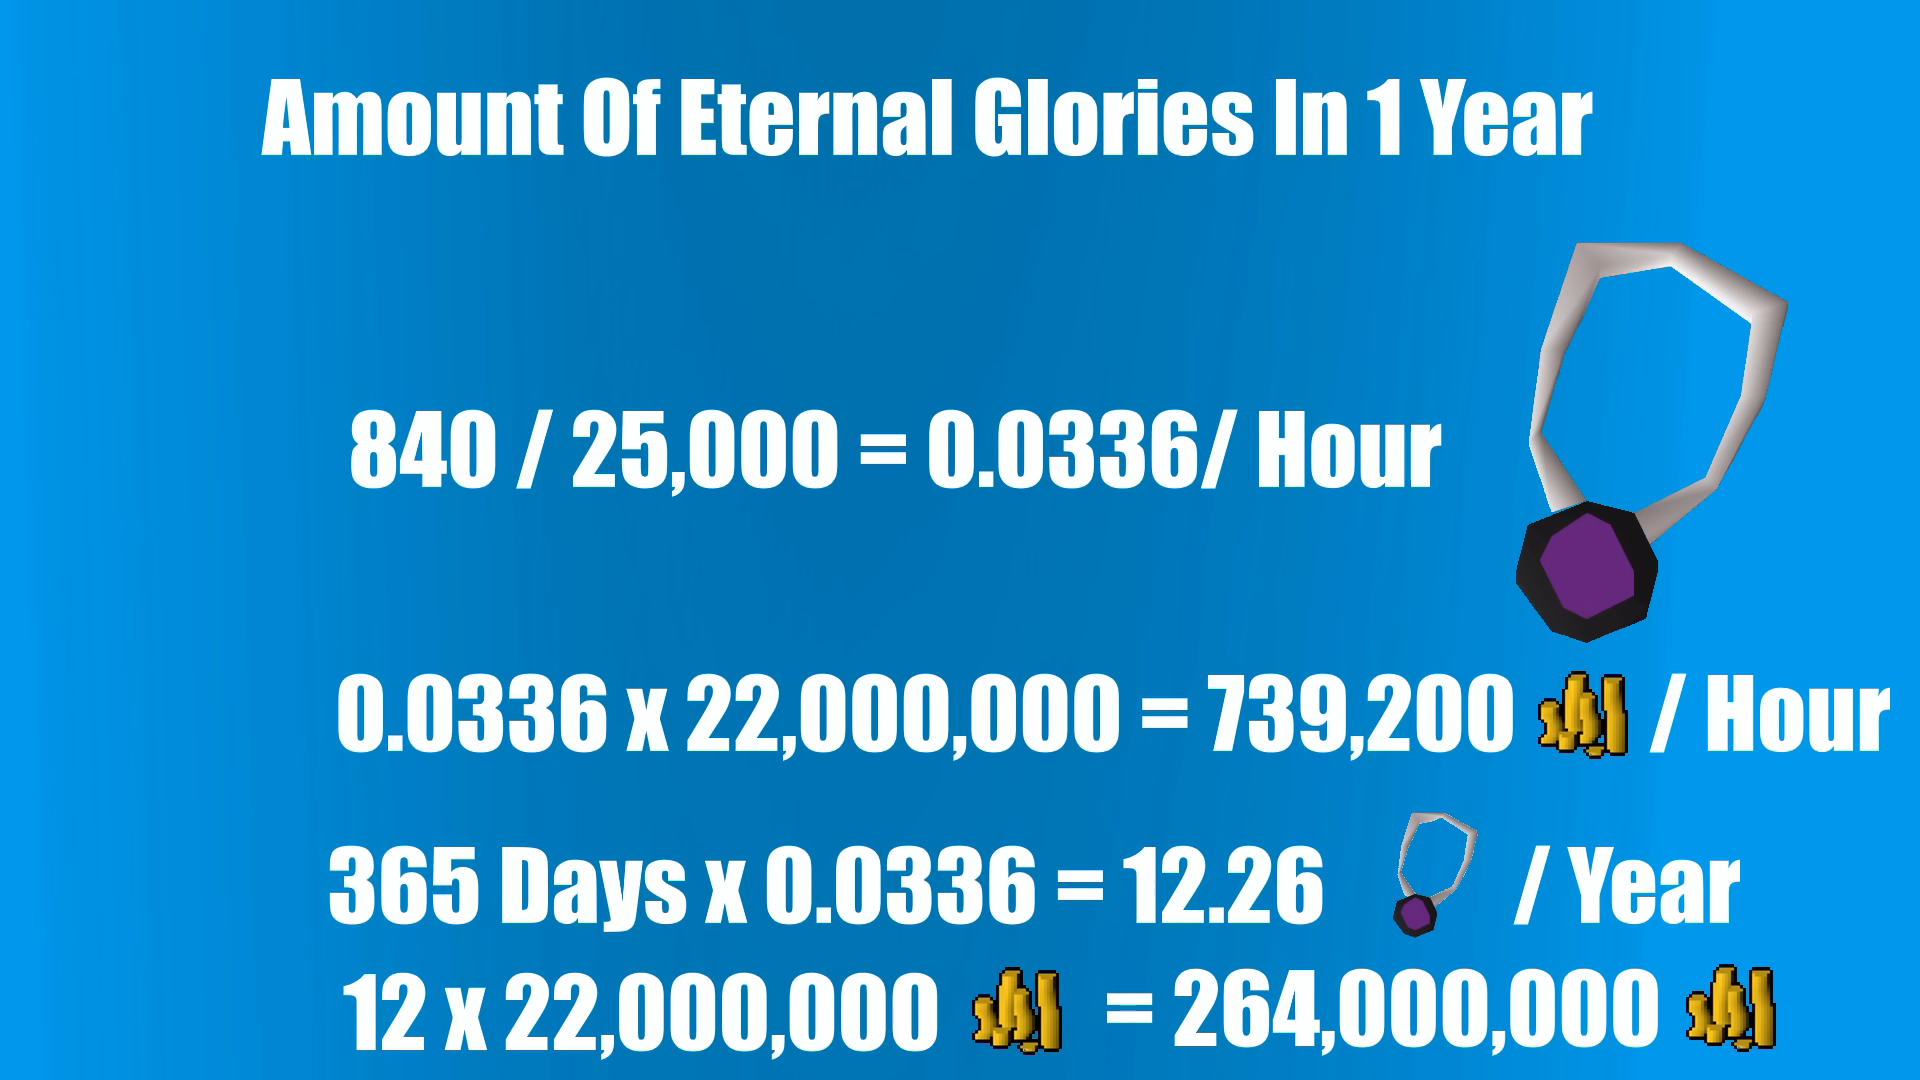 Amount Of Eternal Glories In 1 Year
840 / 25,000 = 0.0336/ Hour
0.0336 x 22,000,000 = 739,200 / Hour
365 Days x 0.0336 = 12.26 / Year
12 x 22,000,000 = 264,000,000